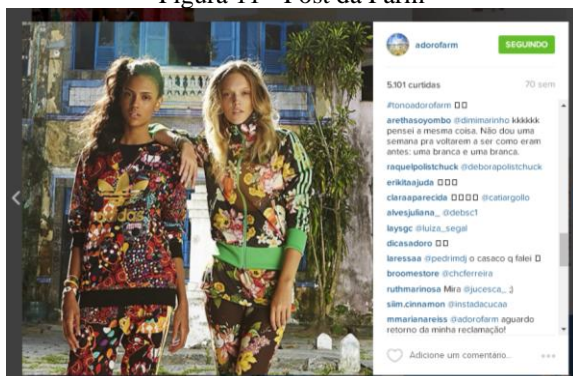 Figura 11 - Post da Farm
adorofarm
SEGUINDO
5.101 curtidas
70 sem
#tonoadorofarm
arethasoyombo @dimimarinho kkkkkk
pensei a mesma coisa. Não dou uma
semana pra voltarem a ser como eram
antes: uma branca e uma branca.
raquelpolistchuck @deborapolistchuck
erikitaajuda
claraaparecida @catiargollo
alvesjuliana_ @debsc1
laysgc @luiza_segal
dicasadoro
laressaa @pedrimdj o casaco q falei
broomestore @chcferreira
ruthmarinosa Mira @jucesca_ ;)
siim.cinnamon @instadacucaa
mmarianareiss @adorofarm aguardo
retorno da minha reclamação!
Adicione um comentário...
adidas